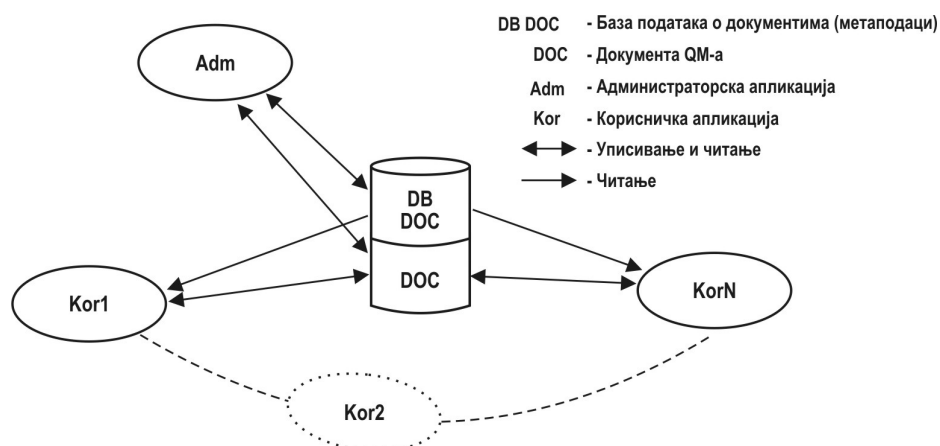 DB DOC - База података о документима (метаподаци)
DOC - Документа QM-а
Adm - Администраторска апликација
Kor - Корисничка апликација
- Уписивање и читање
- Читање
Adm
DB
DOC
DOC
Kor1
KorN
Kor2